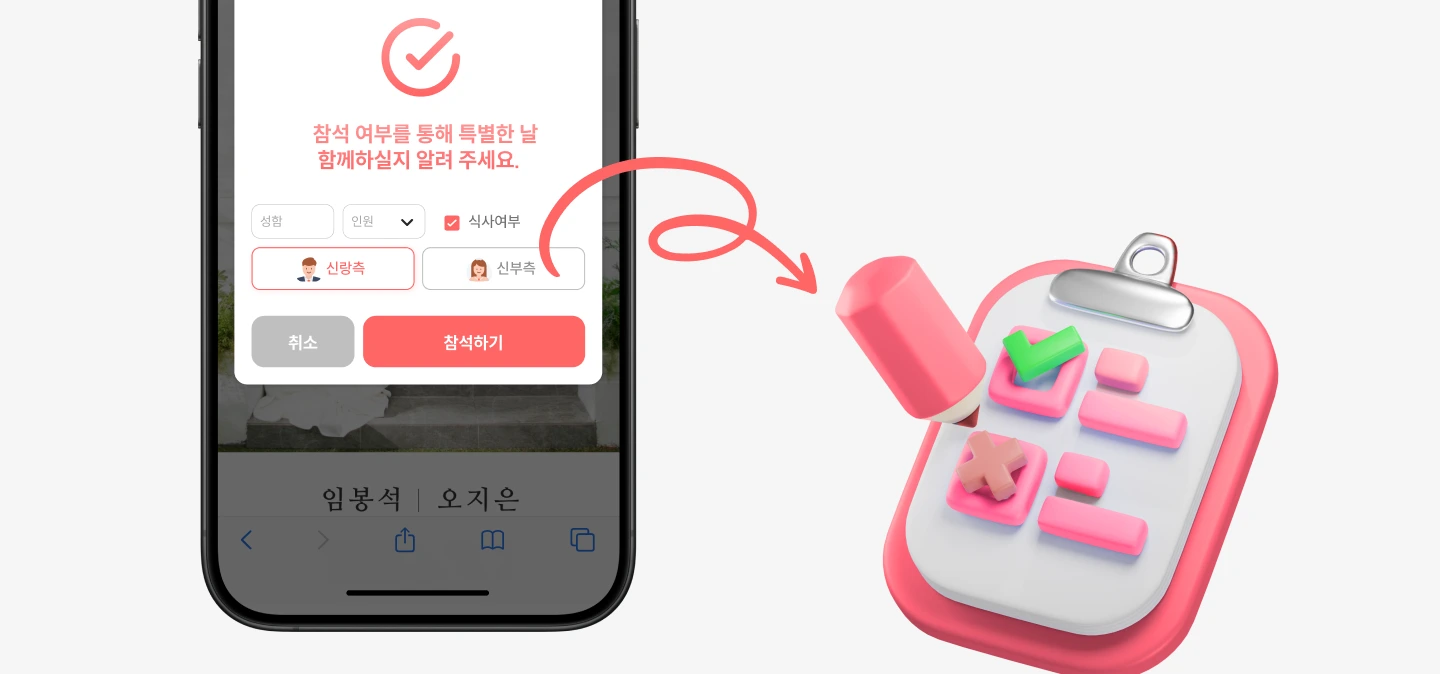 참석 여부를 통해 특별한 날
함께하실지 알려 주세요.
성함 인원 식사여부
신랑측 신부측
취소 참석하기
임봉석 | 오지은